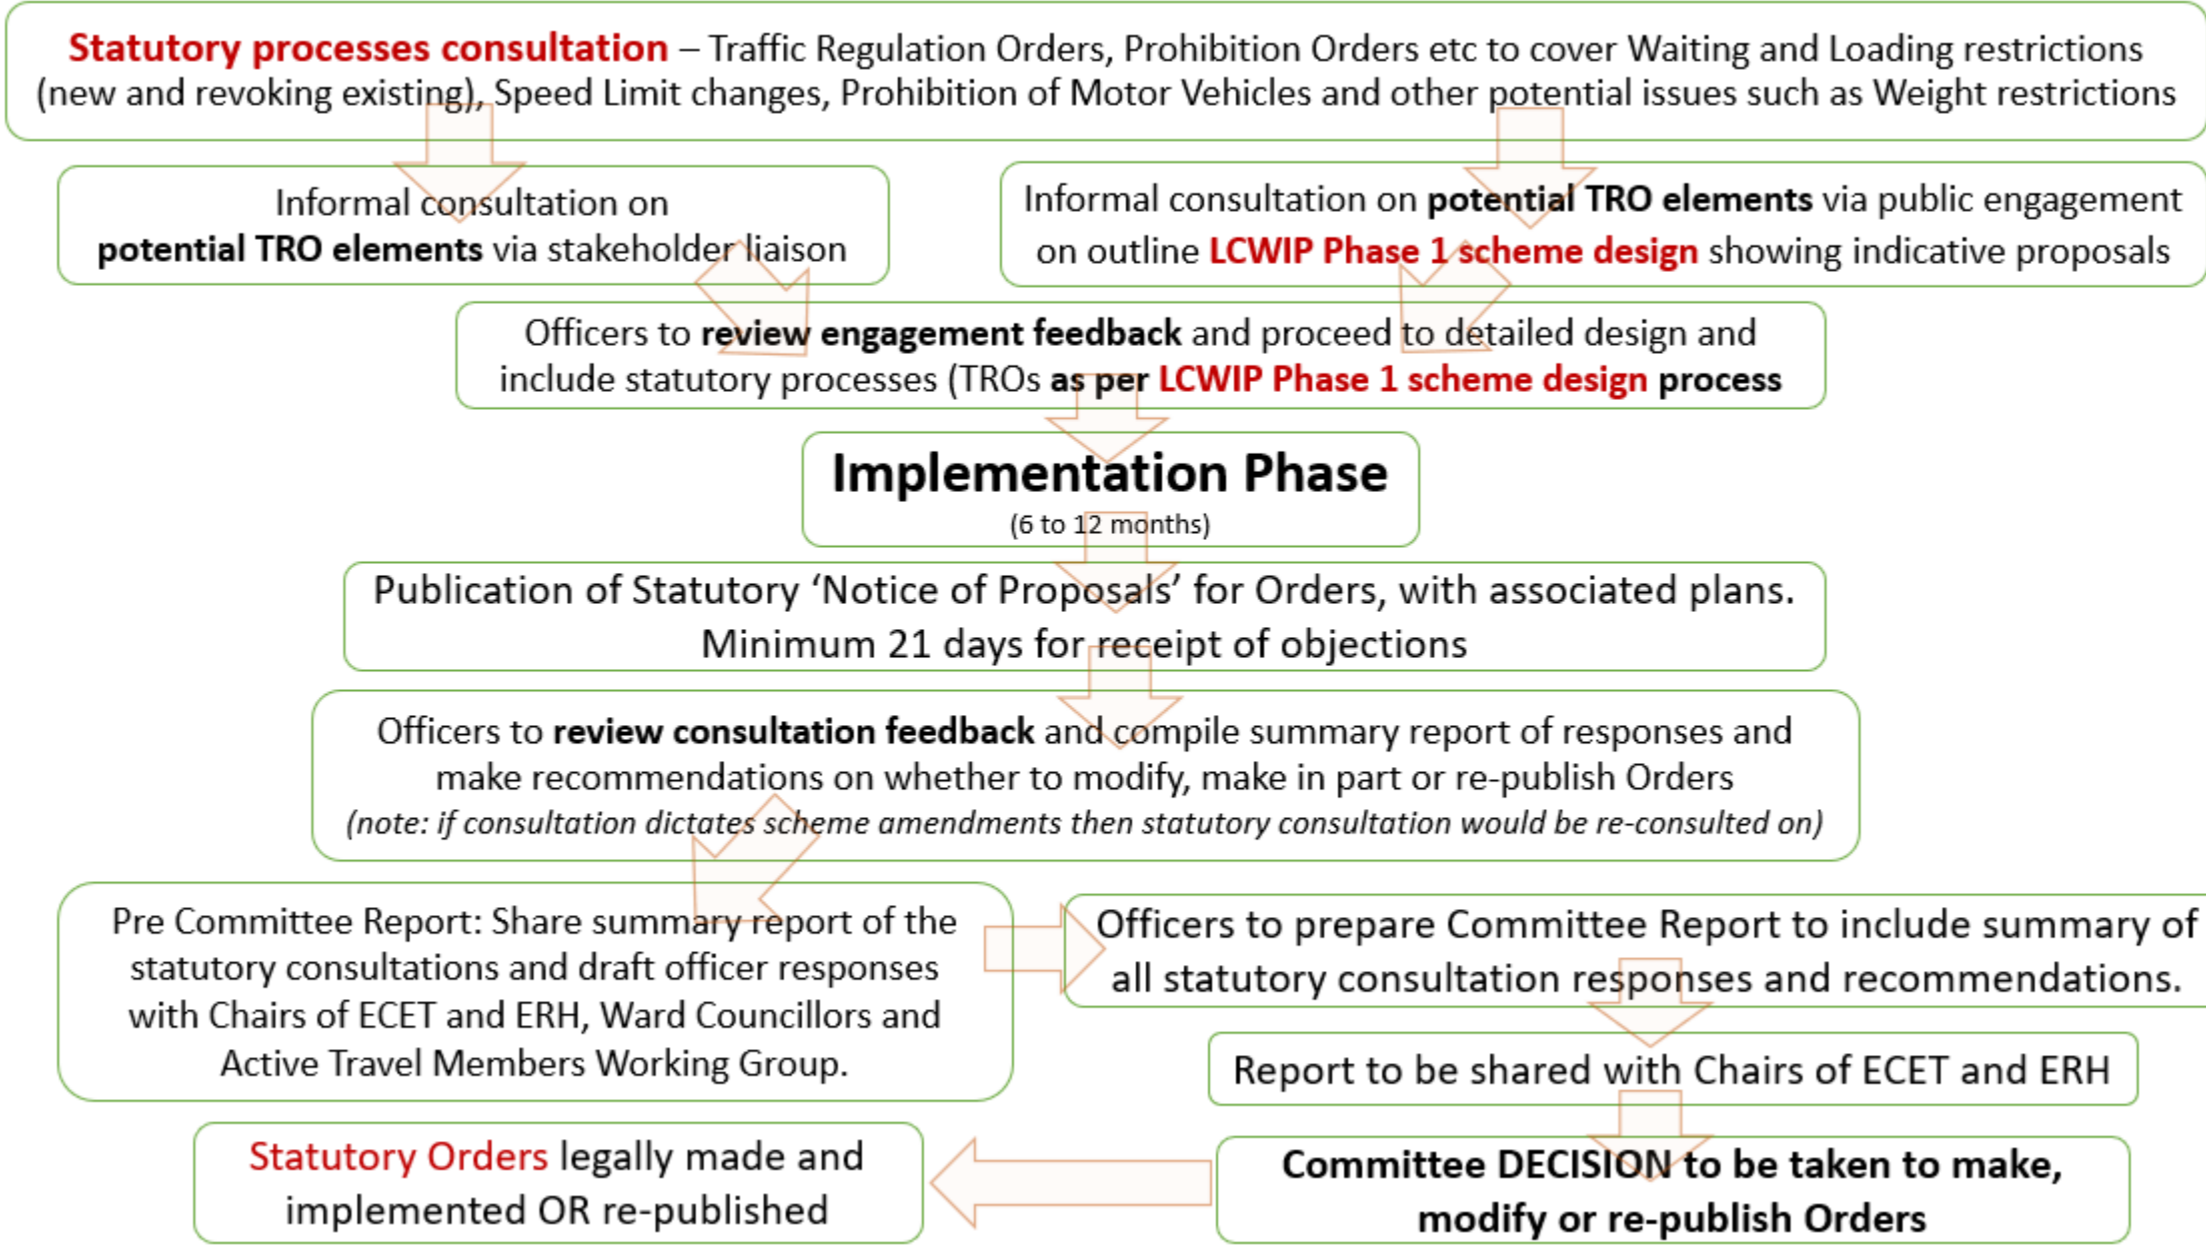 Statutory processes consultation – Traffic Regulation Orders, Prohibition Orders etc to cover Waiting and Loading restrictions
(new and revoking existing), Speed Limit changes, Prohibition of Motor Vehicles and other potential issues such as Weight restrictions
Informal consultation on
potential TRO elements via stakeholder liaison
Informal consultation on potential TRO elements via public engagement
on outline LCWIP Phase 1 scheme design showing indicative proposals
Officers to review engagement feedback and proceed to detailed design and
include statutory processes (TROs as per LCWIP Phase 1 scheme design process
Implementation Phase
(6 to 12 months)
Publication of Statutory ‘Notice of Proposals’ for Orders, with associated plans.
Minimum 21 days for receipt of objections
Officers to review consultation feedback and compile summary report of responses and
make recommendations on whether to modify, make in part or re-publish Orders
(note: if consultation dictates scheme amendments then statutory consultation would be re-consulted on)
Pre Committee Report: Share summary report of the
statutory consultations and draft officer responses
with Chairs of ECET and ERH, Ward Councillors and
Active Travel Members Working Group.
Officers to prepare Committee Report to include summary of
all statutory consultation responses and recommendations.
Report to be shared with Chairs of ECET and ERH
Committee DECISION to be taken to make,
modify or re-publish Orders
Statutory Orders legally made and
implemented OR re-published